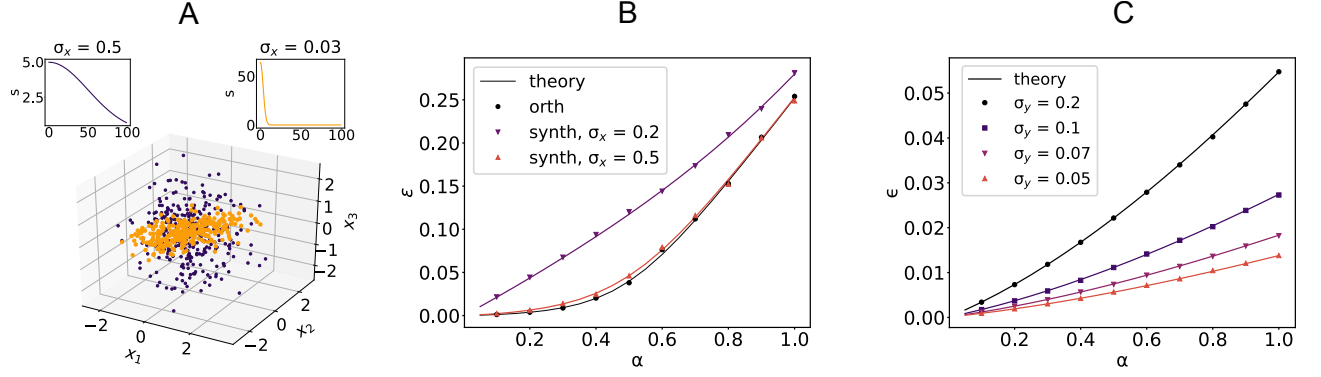 A
B
C
σx = 0.5
σx = 0.03
5.0
2.5
s
0
50
100
50
0
s
0
50
100
2
1
0
−1
−2
x3
−2
0
2
x1
−2
0
2
x2
theory
orth
synth, σx = 0.2
synth, σx = 0.5
0.25
0.20
0.15
0.10
0.05
0.00
ε
0.2
0.4
0.6
0.8
1.0
α
theory
σy = 0.2
σy = 0.1
σy = 0.07
σy = 0.05
0.05
0.04
0.03
0.02
0.01
0.00
ϵ
0.2
0.4
0.6
0.8
1.0
α